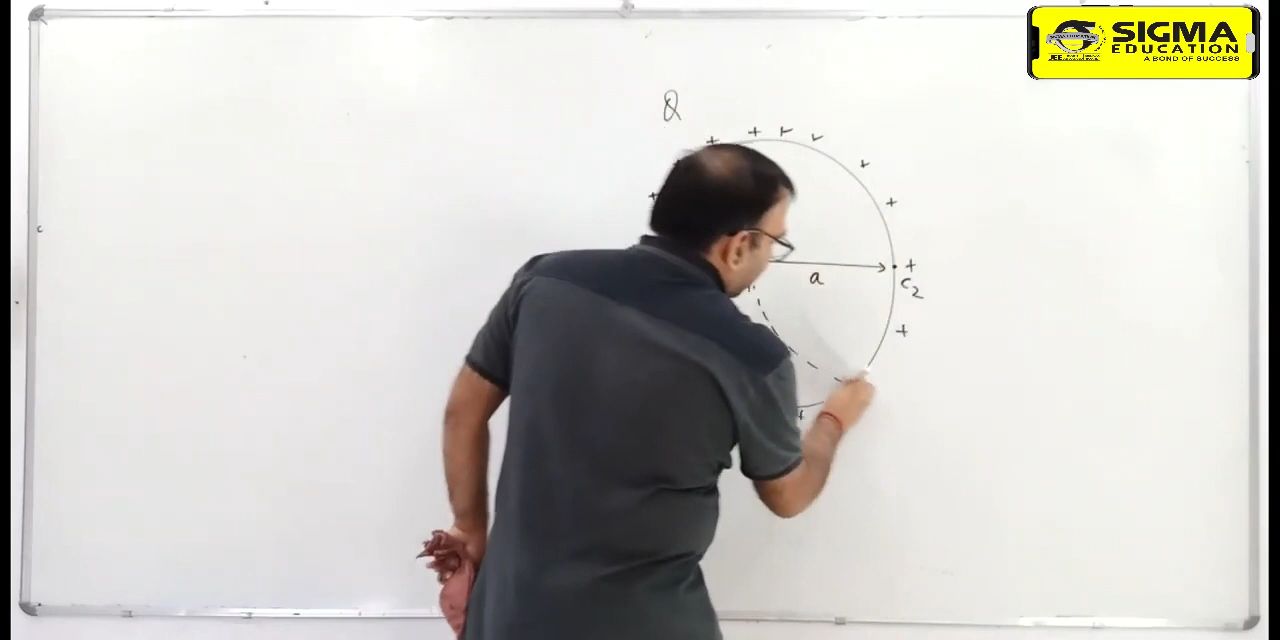 SIGMA
EDUCATION
A BOND OF SUCCESS
Q
+ + + + + + +
+
a
C2
+
+